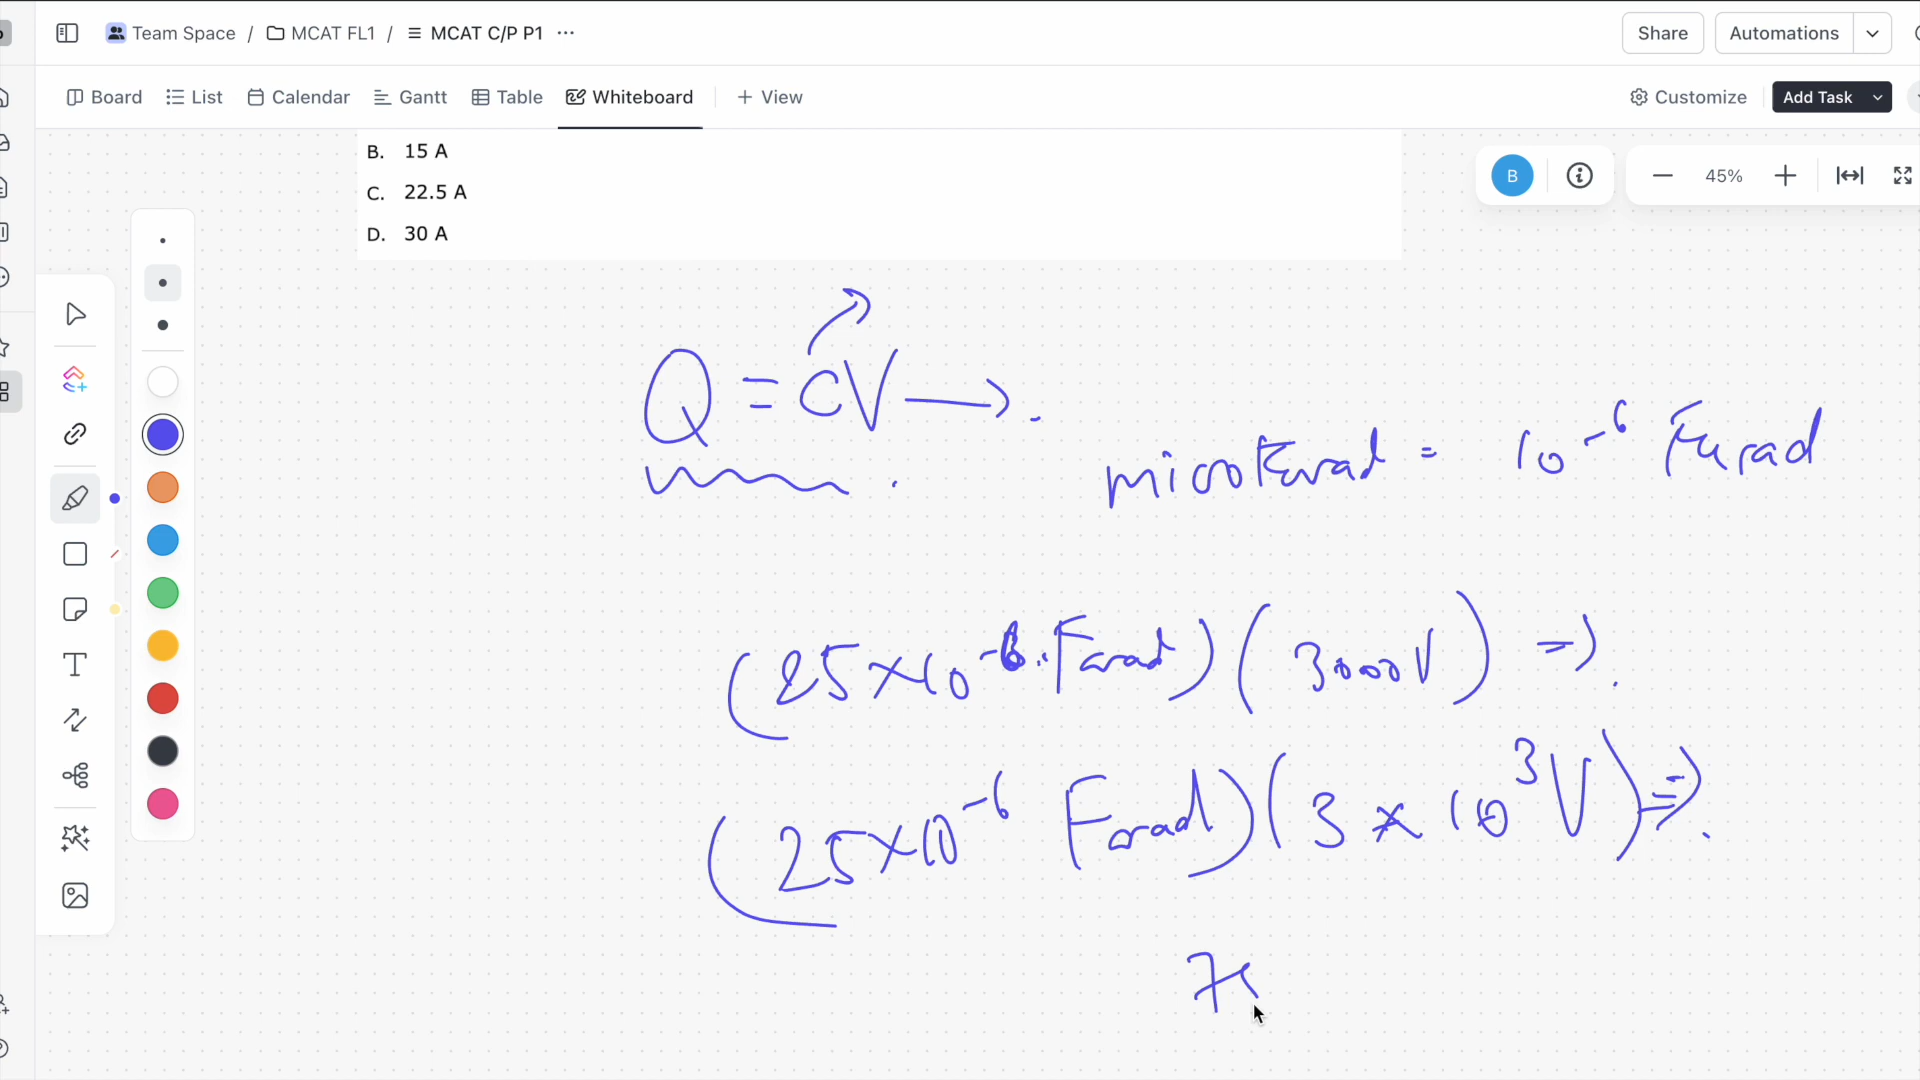 Team Space / MCAT FL1 / MCAT C/P P1 ...
Share
Automations
Board
List
Calendar
Gantt
Table
Whiteboard
+ View
Customize
Add Task
B. 15 A
C. 22.5 A
D. 30 A
B
45%
T
Q = CV →.
microFarad = 10⁻⁶ Farad
(25 × 10⁻⁶ · Farad) (3000 V) ⇒ .
(25 × 10⁻⁶ Farad) (3 × 10³ V) ⇒ .